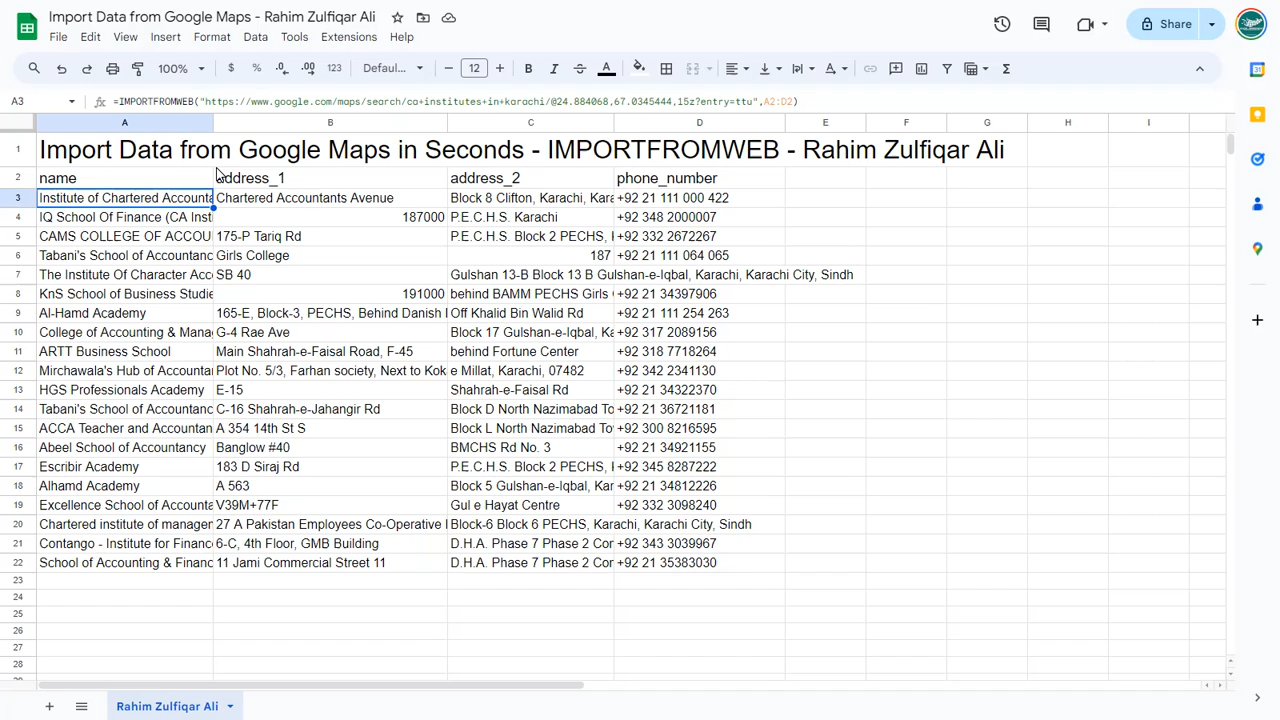 Import Data from Google Maps - Rahim Zulfiqar Ali
Share
File Edit View Insert Format Data Tools Extensions Help
100% $ % .0 .00 123 Defaul... 12 B I A
A3 fx =IMPORTFROMWEB("https://www.google.com/maps/search/ca+institutes+in+karachi/@24.884068,67.0345444,15z?entry=ttu",A2:D2)
A B C D E F G H I
1 Import Data from Google Maps in Seconds - IMPORTFROMWEB - Rahim Zulfiqar Ali
2 name address_1 address_2 phone_number
3 Institute of Chartered Accounta Chartered Accountants Avenue Block 8 Clifton, Karachi, Kara +92 21 111 000 422
4 IQ School Of Finance (CA Insti 187000 P.E.C.H.S. Karachi +92 348 2000007
5 CAMS COLLEGE OF ACCOU 175-P Tariq Rd P.E.C.H.S. Block 2 PECHS, +92 332 2672267
6 Tabani's School of Accountanc Girls College 187 +92 21 111 064 065
7 The Institute Of Character Acc SB 40 Gulshan 13-B Block 13 B Gulshan-e-Iqbal, Karachi, Karachi City, Sindh
8 KnS School of Business Studie 191000 behind BAMM PECHS Girls +92 21 34397906
9 Al-Hamd Academy 165-E, Block-3, PECHS, Behind Danish Off Khalid Bin Walid Rd +92 21 111 254 263
10 College of Accounting & Mana G-4 Rae Ave Block 17 Gulshan-e-Iqbal, Ka +92 317 2089156
11 ARTT Business School Main Shahrah-e-Faisal Road, F-45 behind Fortune Center +92 318 7718264
12 Mirchawala's Hub of Accountan Plot No. 5/3, Farhan society, Next to Kok e Millat, Karachi, 07482 +92 342 2341130
13 HGS Professionals Academy E-15 Shahrah-e-Faisal Rd +92 21 34322370
14 Tabani's School of Accountanc C-16 Shahrah-e-Jahangir Rd Block D North Nazimabad To +92 21 36721181
15 ACCA Teacher and Accountan A 354 14th St S Block L North Nazimabad To +92 300 8216595
16 Abeel School of Accountancy Banglow #40 BMCHS Rd No. 3 +92 21 34921155
17 Escribir Academy 183 D Siraj Rd P.E.C.H.S. Block 2 PECHS, +92 345 8287222
18 Alhamd Academy A 563 Block 5 Gulshan-e-Iqbal, Kar +92 21 34812226
19 Excellence School of Accounta V39M+77F Gul e Hayat Centre +92 332 3098240
20 Chartered institute of managem 27 A Pakistan Employees Co-Operative Block-6 Block 6 PECHS, Karachi, Karachi City, Sindh
21 Contango - Institute for Finance 6-C, 4th Floor, GMB Building D.H.A. Phase 7 Phase 2 Com +92 343 3039967
22 School of Accounting & Financ 11 Jami Commercial Street 11 D.H.A. Phase 7 Phase 2 Com +92 21 35383030
23
24
25
26
27
28
Rahim Zulfiqar Ali